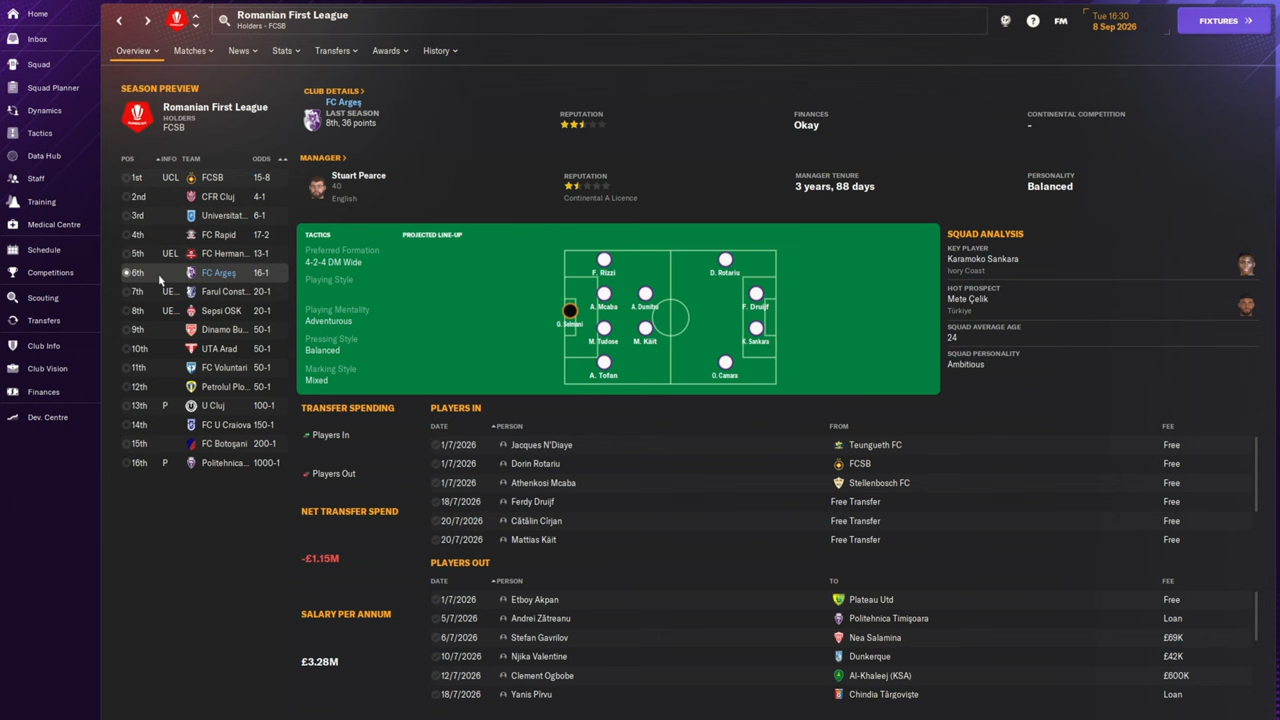 Home
Inbox
Squad
Squad Planner
Dynamics
Tactics
Data Hub
Staff
Training
Medical Centre
Schedule
Competitions
Scouting
Transfers
Club Info
Club Vision
Finances
Dev. Centre
Romanian First League
Holders - FCSB
FM
Tue 16:30
8 Sep 2026
FIXTURES
Overview
Matches
News
Stats
Transfers
Awards
History
SEASON PREVIEW
Romanian First League
HOLDERS
FCSB
POS INFO TEAM ODDS
1st UCL FCSB 15-8
2nd CFR Cluj 4-1
3rd Universitat... 6-1
4th FC Rapid 17-2
5th UEL FC Herman... 13-1
6th FC Argeș 16-1
7th UE... Farul Const... 20-1
8th UE... Sepsi OSK 20-1
9th Dinamo Bu... 50-1
10th UTA Arad 50-1
11th FC Voluntari 50-1
12th Petrolul Plo... 50-1
13th P U Cluj 100-1
14th FC U Craiova 150-1
15th FC Botoșani 200-1
16th P Politehnica... 1000-1
CLUB DETAILS
FC Argeș
LAST SEASON
8th, 36 points
REPUTATION
FINANCES
Okay
CONTINENTAL COMPETITION
-
MANAGER
Stuart Pearce
40
English
REPUTATION
Continental A Licence
MANAGER TENURE
3 years, 88 days
PERSONALITY
Balanced
TACTICS
Preferred Formation
4-2-4 DM Wide
Playing Style
Playing Mentality
Adventurous
Pressing Style
Balanced
Marking Style
Mixed
PROJECTED LINE-UP
F. Rizzi
D. Rotariu
A. Mcaba
A. Dumitru
F. Druijf
G. Selmani
M. Tudose
M. Käit
K. Sankara
A. Tofan
O. Camara
SQUAD ANALYSIS
KEY PLAYER
Karamoko Sankara
Ivory Coast
HOT PROSPECT
Mete Çelik
Türkiye
SQUAD AVERAGE AGE
24
SQUAD PERSONALITY
Ambitious
TRANSFER SPENDING
Players In
Players Out
NET TRANSFER SPEND
-£1.15M
SALARY PER ANNUM
£3.28M
PLAYERS IN
DATE PERSON FROM FEE
1/7/2026 Jacques N'Diaye Teungueth FC Free
1/7/2026 Dorin Rotariu FCSB Free
1/7/2026 Athenkosi Mcaba Stellenbosch FC Free
18/7/2026 Ferdy Druijf Free Transfer Free
20/7/2026 Cătălin Cîrjan Free Transfer Free
20/7/2026 Mattias Käit Free Transfer Free
PLAYERS OUT
DATE PERSON TO FEE
1/7/2026 Etboy Akpan Plateau Utd Free
5/7/2026 Andrei Zătreanu Politehnica Timișoara Loan
6/7/2026 Stefan Gavrilov Nea Salamina £69K
10/7/2026 Njika Valentine Dunkerque £42K
12/7/2026 Clement Ogbobe Al-Khaleej (KSA) £600K
18/7/2026 Yanis Pîrvu Chindia Târgoviște Loan